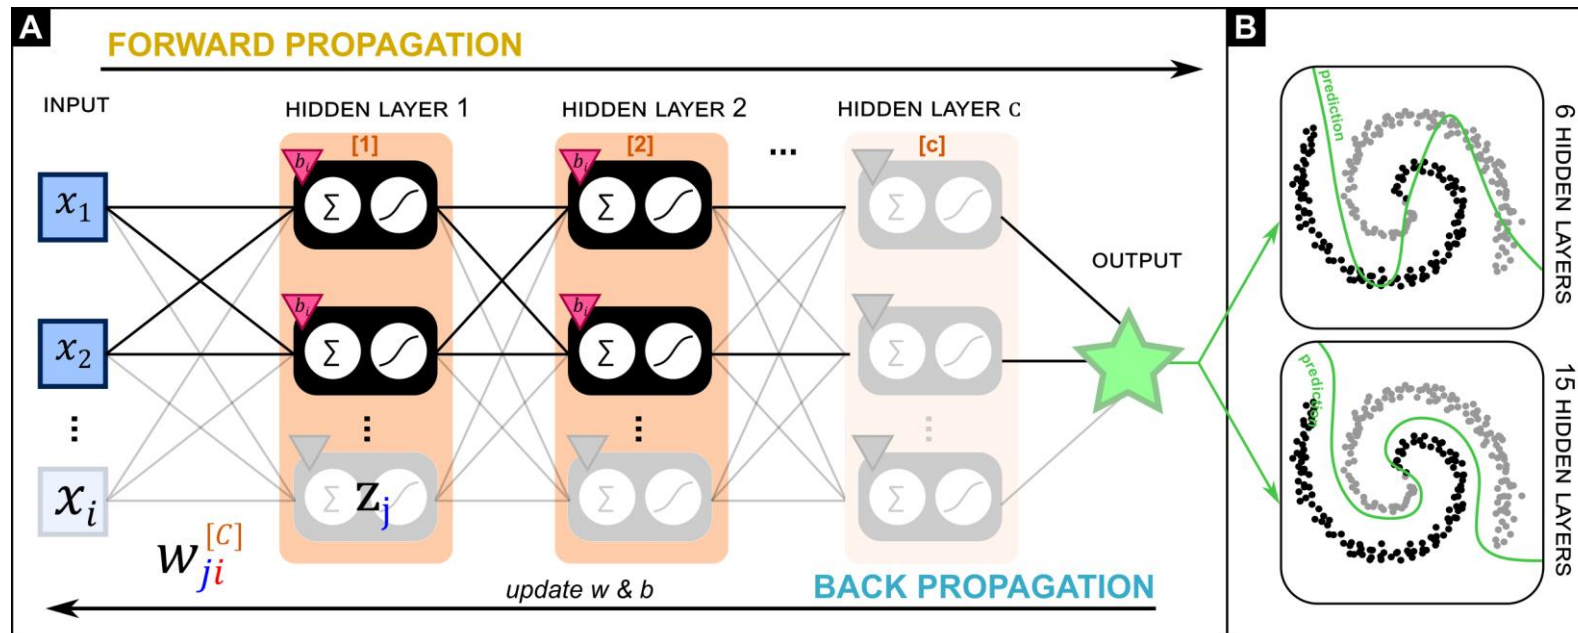 A
FORWARD PROPAGATION
INPUT
HIDDEN LAYER 1
HIDDEN LAYER 2
...
HIDDEN LAYER C
[1]
[2]
[c]
x₁
bᵢ
Σ
bᵢ
Σ
Σ
OUTPUT
x₂
bᵢ
Σ
bᵢ
Σ
Σ
xᵢ
Σ
zⱼ
Σ
Σ
w_{ji}^{[C]}
update w & b
BACK PROPAGATION
B
prediction
6 HIDDEN LAYERS
prediction
15 HIDDEN LAYERS